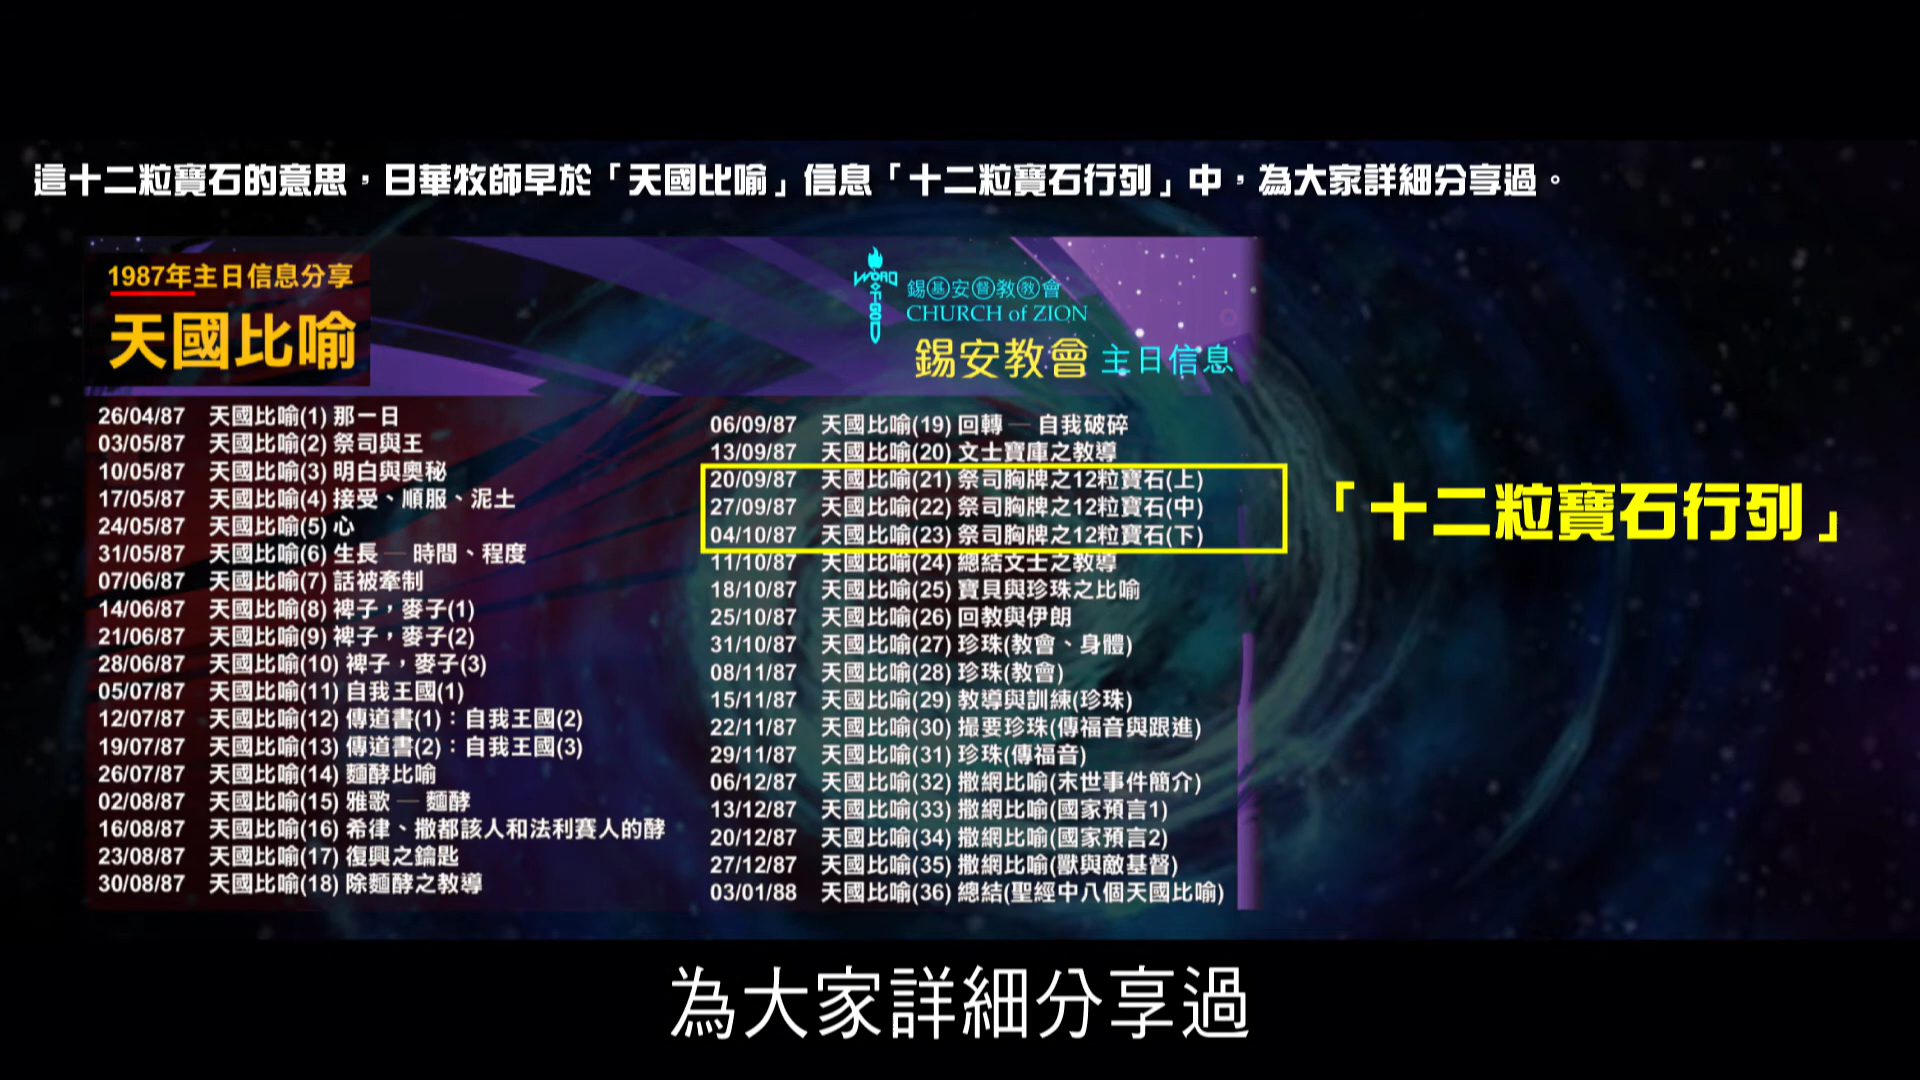 這十二粒寶石的意思，日華牧師早於「天國比喻」信息「十二粒寶石行列」中，為大家詳細分享過。
1987年主日信息分享
天國比喻
WORD OF GOD
錫基安督教教會
CHURCH of ZION
錫安教會 主日信息
26/04/87 天國比喻(1) 那一日
03/05/87 天國比喻(2) 祭司與王
10/05/87 天國比喻(3) 明白與奧秘
17/05/87 天國比喻(4) 接受、順服、泥土
24/05/87 天國比喻(5) 心
31/05/87 天國比喻(6) 生長 — 時間、程度
07/06/87 天國比喻(7) 話被牽制
14/06/87 天國比喻(8) 稗子，麥子(1)
21/06/87 天國比喻(9) 稗子，麥子(2)
28/06/87 天國比喻(10) 稗子，麥子(3)
05/07/87 天國比喻(11) 自我王國(1)
12/07/87 天國比喻(12) 傳道書(1)：自我王國(2)
19/07/87 天國比喻(13) 傳道書(2)：自我王國(3)
26/07/87 天國比喻(14) 麵酵比喻
02/08/87 天國比喻(15) 雅歌 — 麵酵
16/08/87 天國比喻(16) 希律、撒都該人和法利賽人的酵
23/08/87 天國比喻(17) 復興之鑰匙
30/08/87 天國比喻(18) 除麵酵之教導
06/09/87 天國比喻(19) 回轉 — 自我破碎
13/09/87 天國比喻(20) 文士寶庫之教導
20/09/87 天國比喻(21) 祭司胸牌之12粒寶石(上)
27/09/87 天國比喻(22) 祭司胸牌之12粒寶石(中)
04/10/87 天國比喻(23) 祭司胸牌之12粒寶石(下)
11/10/87 天國比喻(24) 總結文士之教導
18/10/87 天國比喻(25) 寶貝與珍珠之比喻
25/10/87 天國比喻(26) 回教與伊朗
31/10/87 天國比喻(27) 珍珠(教會、身體)
08/11/87 天國比喻(28) 珍珠(教會)
15/11/87 天國比喻(29) 教導與訓練(珍珠)
22/11/87 天國比喻(30) 撮要珍珠(傳福音與跟進)
29/11/87 天國比喻(31) 珍珠(傳福音)
06/12/87 天國比喻(32) 撒網比喻(末世事件簡介)
13/12/87 天國比喻(33) 撒網比喻(國家預言1)
20/12/87 天國比喻(34) 撒網比喻(國家預言2)
27/12/87 天國比喻(35) 撒網比喻(獸與敵基督)
03/01/88 天國比喻(36) 總結(聖經中八個天國比喻)
「十二粒寶石行列」
為大家詳細分享過